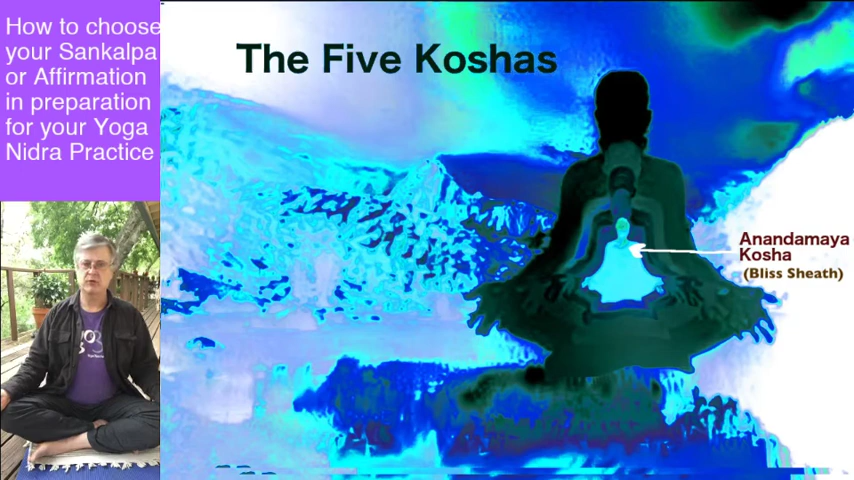 How to choose
your Sankalpa
or Affirmation
in preparation
for your Yoga
Nidra Practice
The Five Koshas
Anandamaya
Kosha
(Bliss Sheath)